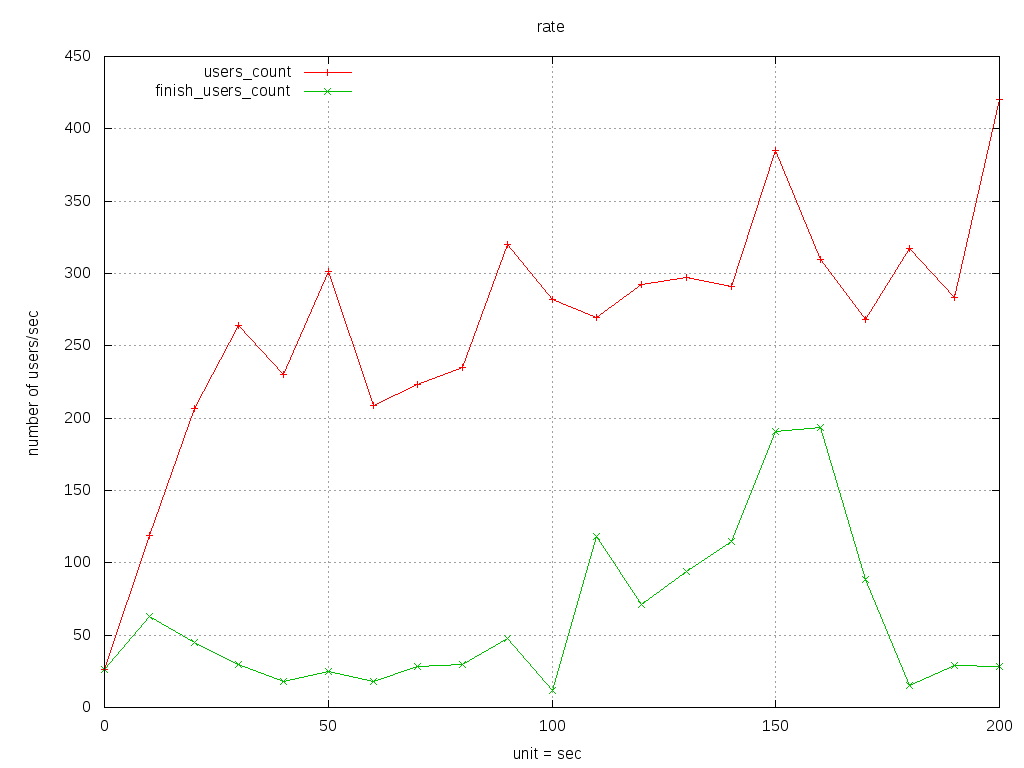 rate
450
400
350
300
250
200
150
100
50
0
users_count
finish_users_count
number of users/sec
0 50 100 150 200
unit = sec